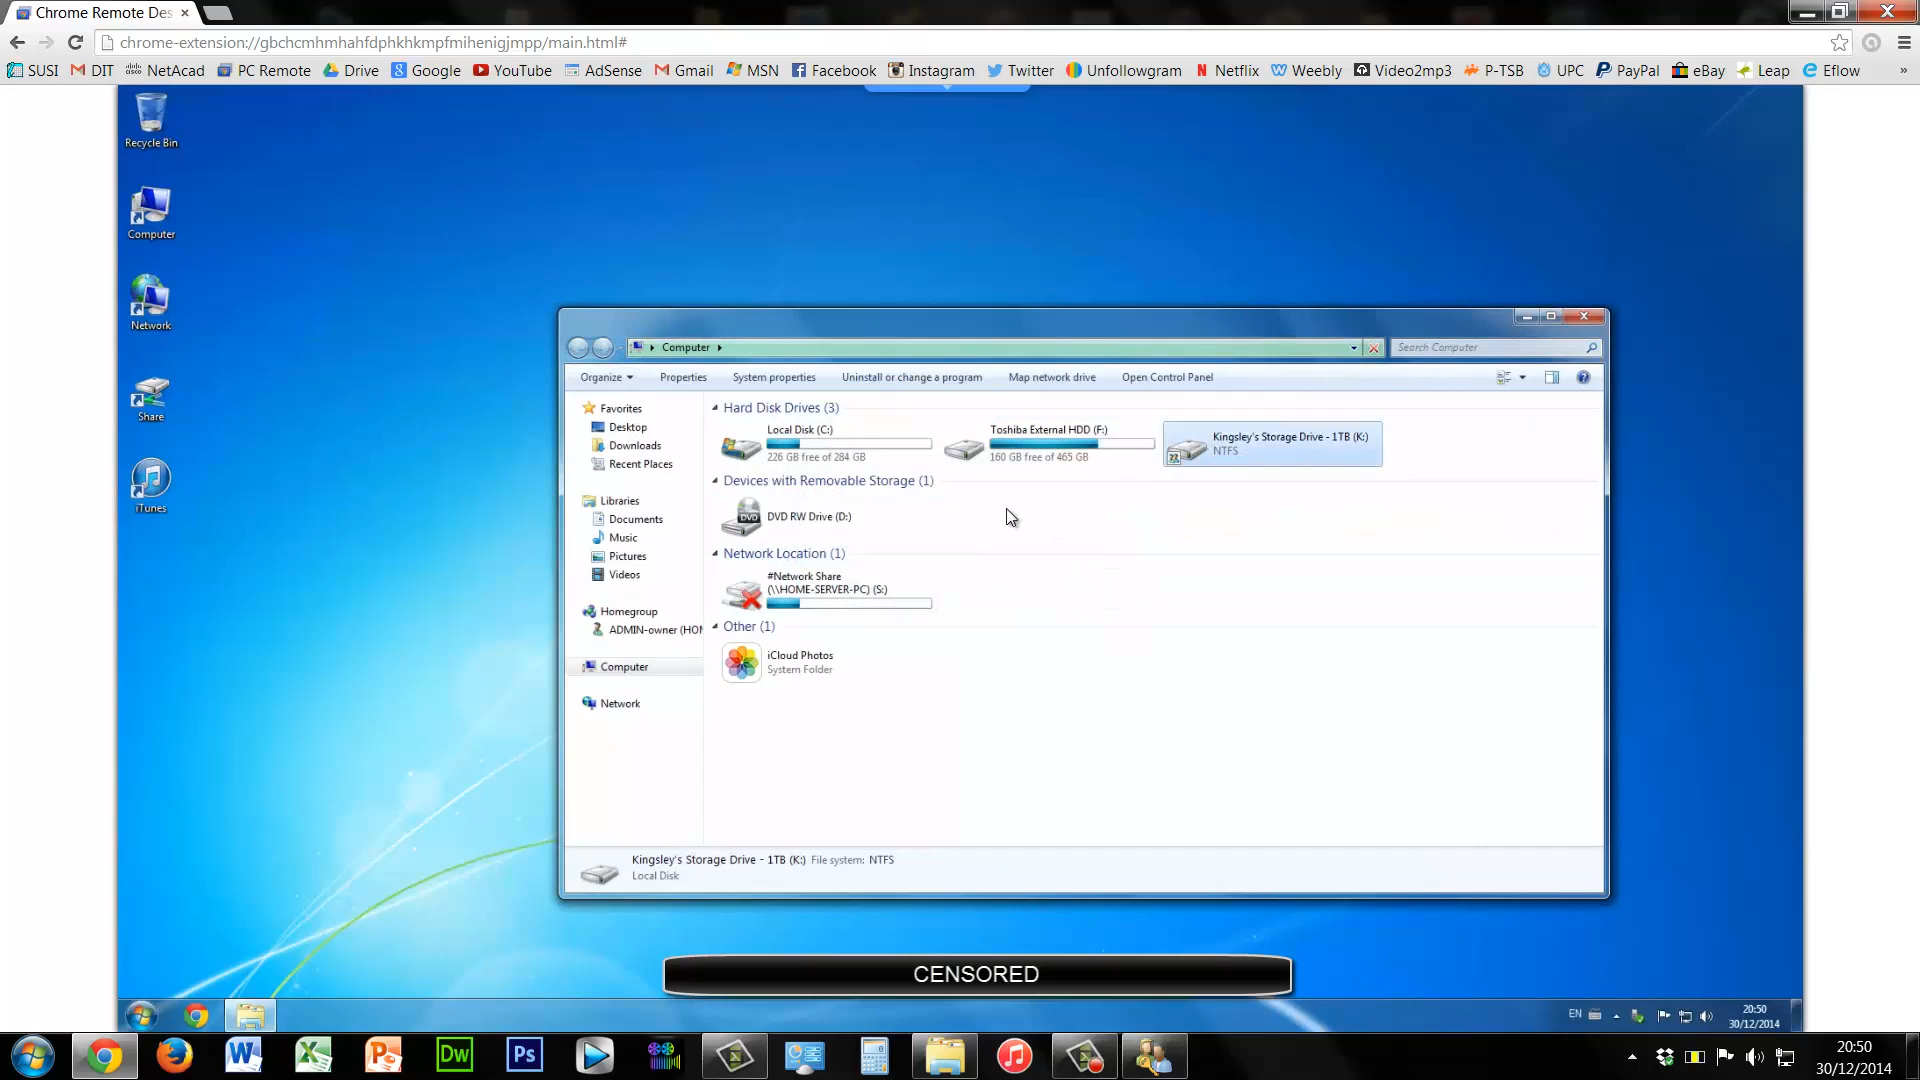 Chrome Remote Des
chrome-extension://gbchcmhmhahfdphkhkmpfmihenigjmpp/main.html#
SUSI DIT NetAcad PC Remote Drive Google YouTube AdSense Gmail MSN Facebook Instagram Twitter Unfollowgram Netflix Weebly Video2mp3 P-TSB UPC PayPal eBay Leap Eflow »
Recycle Bin
Computer
Network
Share
iTunes
Computer
Search Computer
Organize Properties System properties Uninstall or change a program Map network drive Open Control Panel
Favorites
Desktop
Downloads
Recent Places
Libraries
Documents
Music
Pictures
Videos
Homegroup
ADMIN-owner (HOM
Computer
Network
Hard Disk Drives (3)
Local Disk (C:)
226 GB free of 284 GB
Toshiba External HDD (F:)
160 GB free of 465 GB
Kingsley's Storage Drive - 1TB (K:)
NTFS
Devices with Removable Storage (1)
DVD
DVD RW Drive (D:)
Network Location (1)
#Network Share
(\\HOME-SERVER-PC) (S:)
Other (1)
iCloud Photos
System Folder
Kingsley's Storage Drive - 1TB (K:) File system: NTFS
Local Disk
CENSORED
EN
20:50
30/12/2014
W X P Dw Ps
20:50
30/12/2014